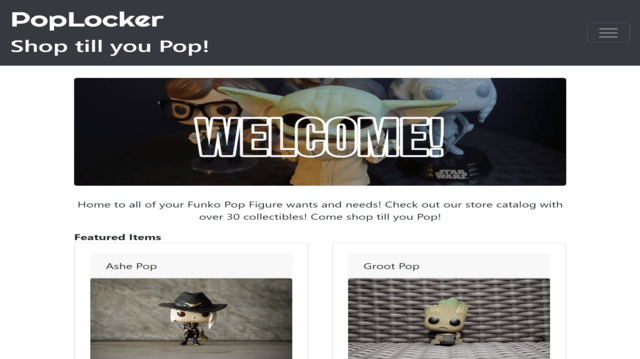 PopLocker
Shop till you Pop!
WELCOME!
STAR
WARS
Home to all of your Funko Pop Figure wants and needs! Check out our store catalog with
over 30 collectibles! Come shop till you Pop!
Featured Items
Ashe Pop
Groot Pop